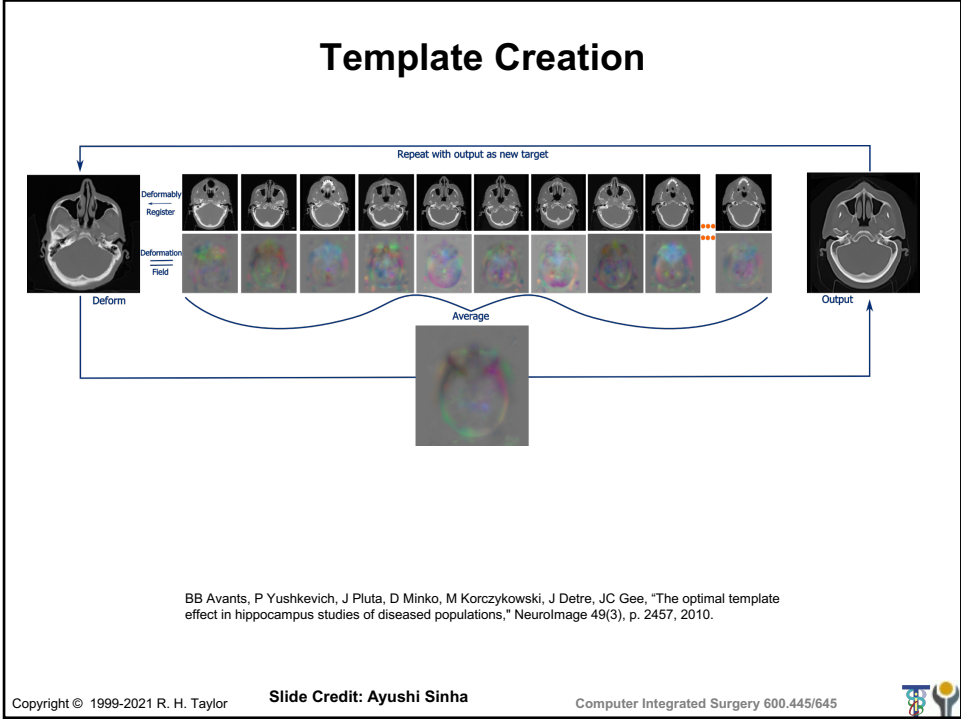 Template Creation
Repeat with output as new target
Deformably
Register
Deformation
Field
Deform
Average
Output
BB Avants, P Yushkevich, J Pluta, D Minko, M Korczykowski, J Detre, JC Gee, “The optimal template
effect in hippocampus studies of diseased populations," NeuroImage 49(3), p. 2457, 2010.
Copyright © 1999-2021 R. H. Taylor
Slide Credit: Ayushi Sinha
Computer Integrated Surgery 600.445/645